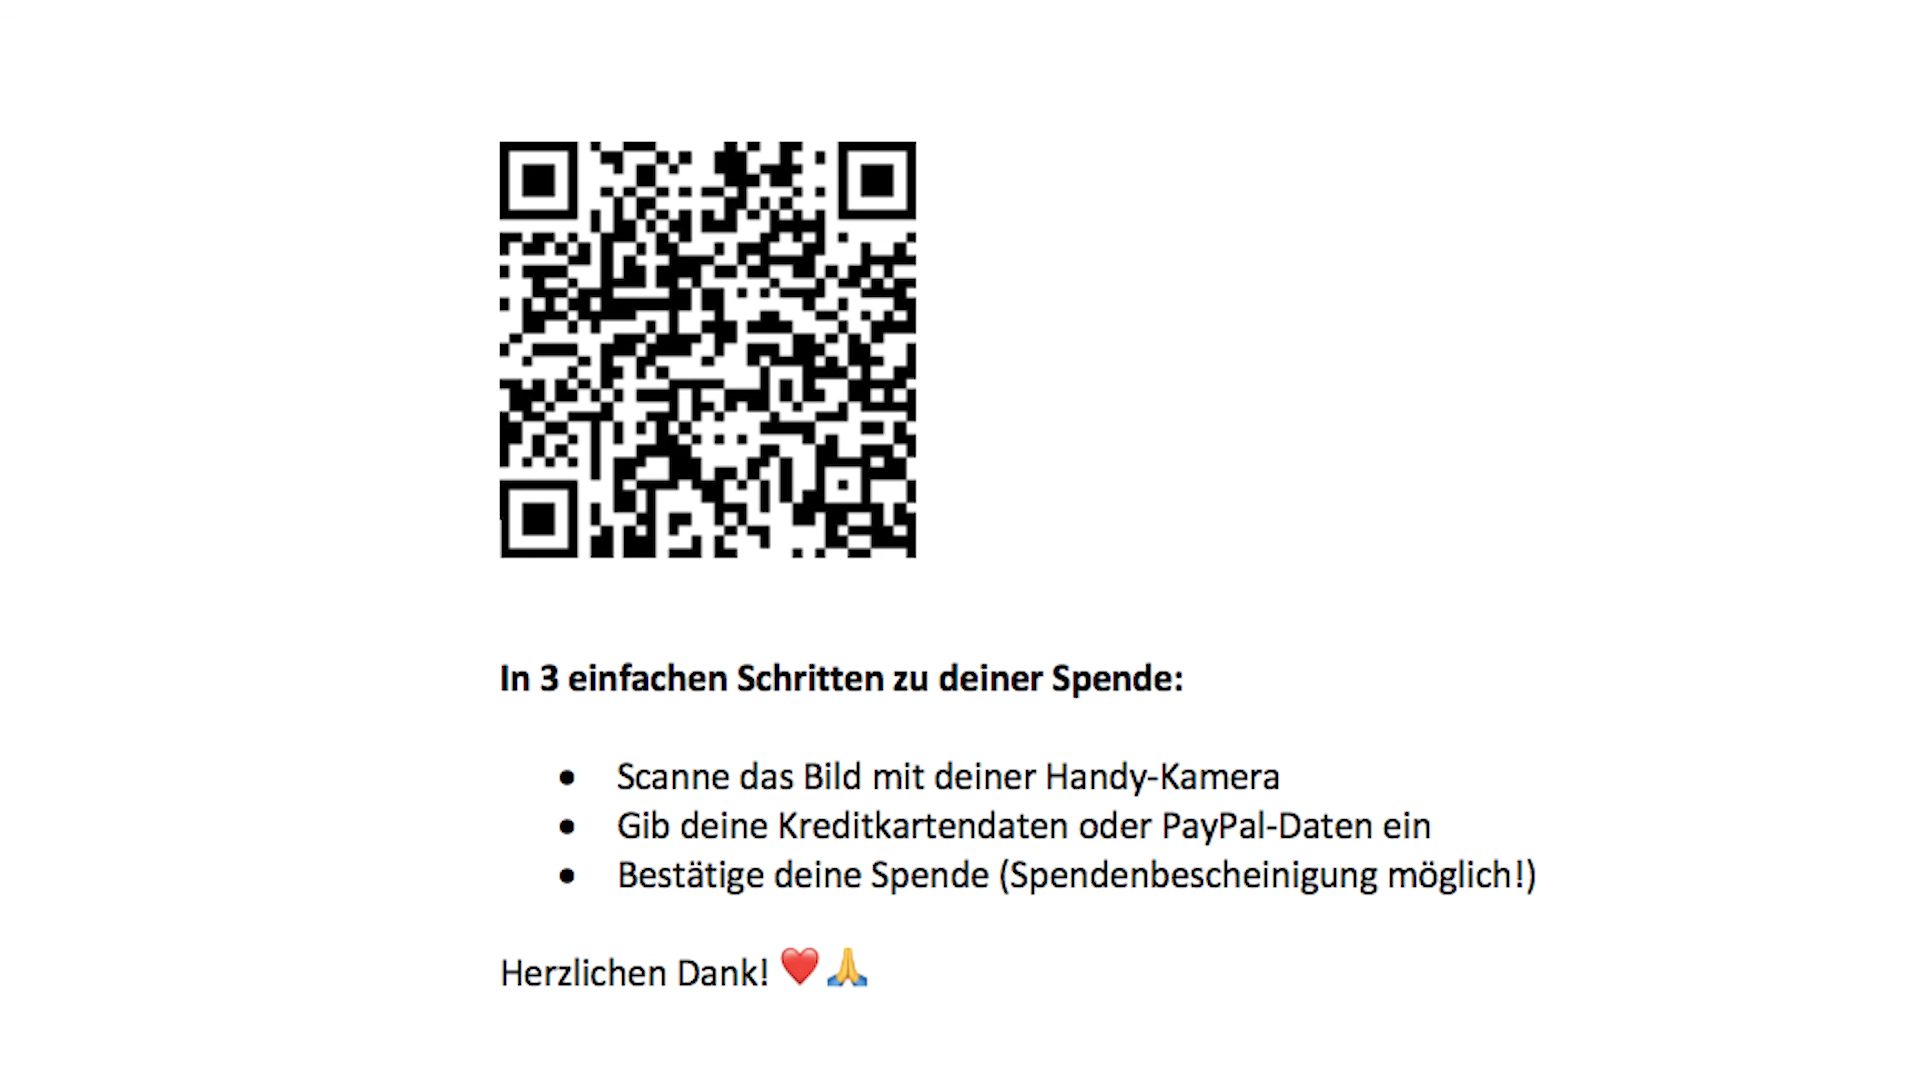 In 3 einfachen Schritten zu deiner Spende:
• Scanne das Bild mit deiner Handy-Kamera
• Gib deine Kreditkartendaten oder PayPal-Daten ein
• Bestätige deine Spende (Spendenbescheinigung möglich!)
Herzlichen Dank! ❤️🙏